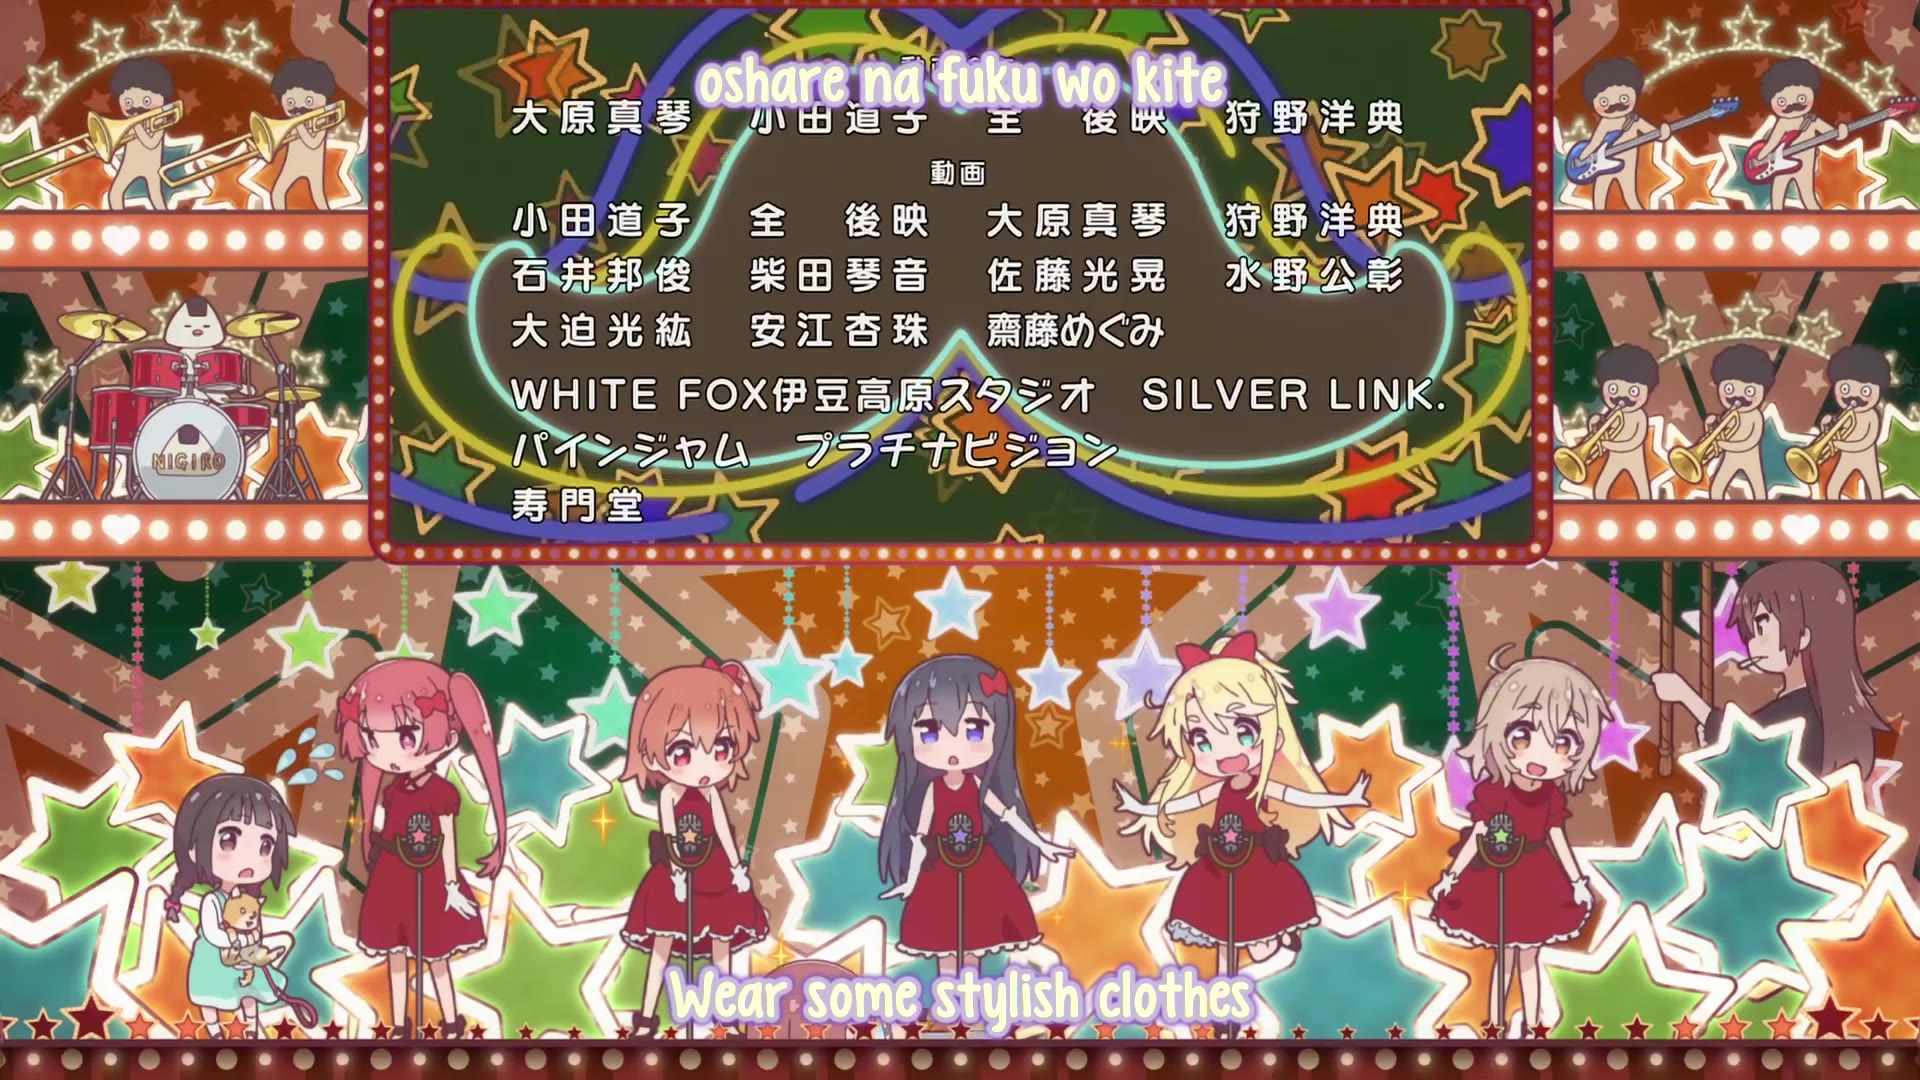 oshare na fuku wo kite
大原真琴 小田道子 全 後映 狩野洋典
動画
小田道子 全 後映 大原真琴 狩野洋典
石井邦俊 柴田琴音 佐藤光晃 水野公彰
大迫光紘 安江杏珠 齋藤めぐみ
WHITE FOX伊豆高原スタジオ SILVER LINK.
パインジャム プラチナビジョン
寿門堂
NIGIRO
Wear some stylish clothes